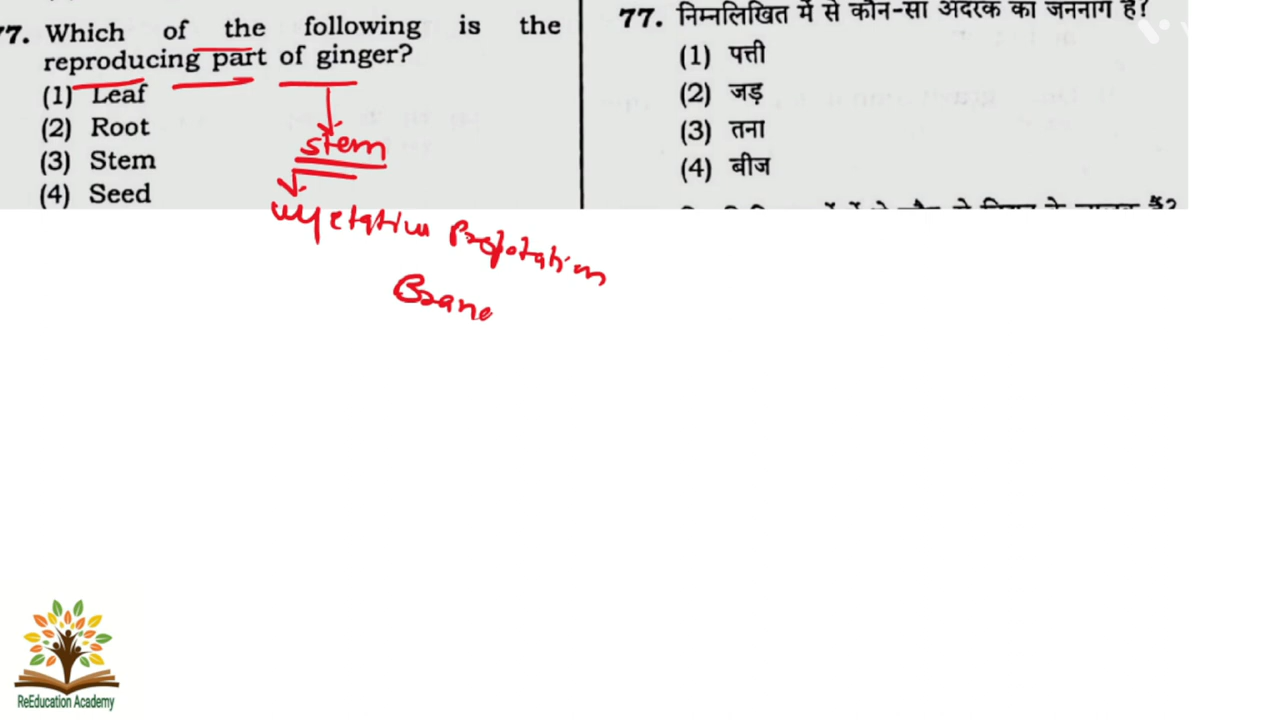 77. Which of the following is the
reproducing part of ginger?
(1) Leaf
(2) Root
(3) Stem
(4) Seed
stem
77. निम्नलिखित में से कौन-सा अदरक का जननांग है?
(1) पत्ती
(2) जड़
(3) तना
(4) बीज
ReEducation Academy